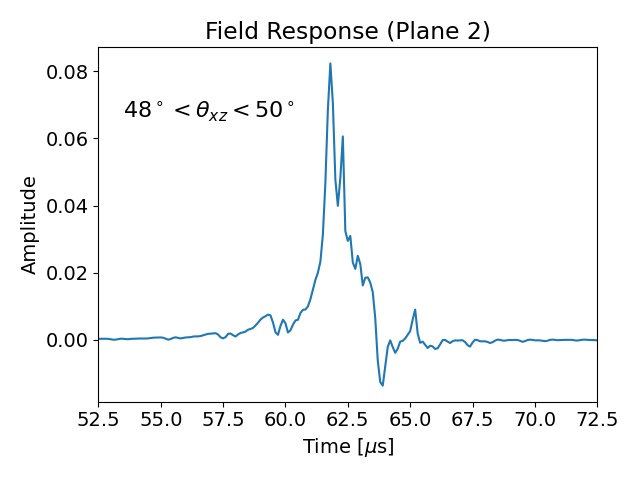 Field Response (Plane 2)
48° < θxz < 50°
Amplitude
0.08
0.06
0.04
0.02
0.00
52.5 55.0 57.5 60.0 62.5 65.0 67.5 70.0 72.5
Time [μs]